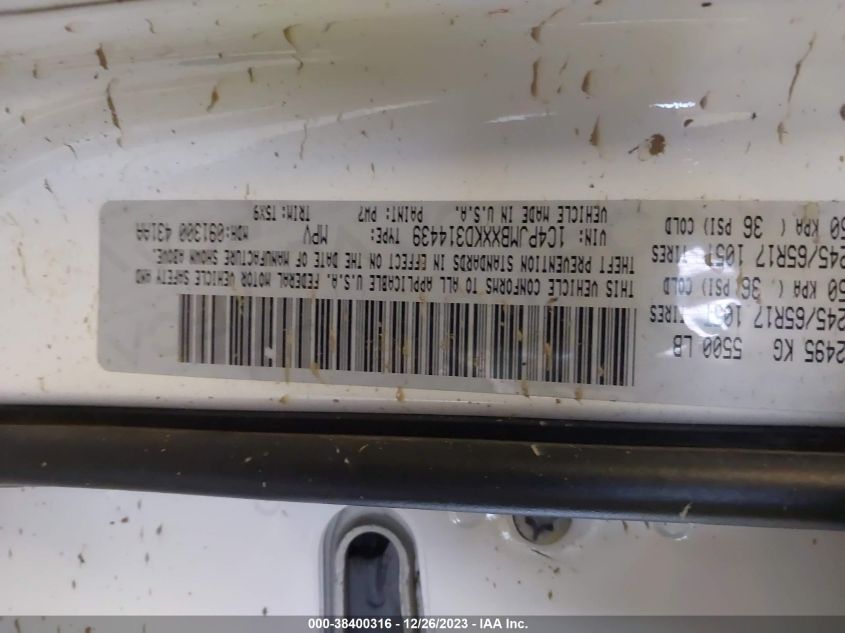 2495 KG 5500 LB
245/65R17 105T TIRES
50 KPA ( 36 PSI) COLD
245/65R17 105T TIRES
50 KPA ( 36 PSI) COLD
THIS VEHICLE CONFORMS TO ALL APPLICABLE U.S.A. FEDERAL MOTOR VEHICLE SAFETY AND
THEFT PREVENTION STANDARDS IN EFFECT ON THE DATE OF MANUFACTURE SHOWN ABOVE.
VIN: 1C4PJMBXXKD314439 TYPE: MPV MDH:091300 431AA
VEHICLE MADE IN U.S.A. PAINT: PW7 TRIM: T5X9
000-38400316 - 12/26/2023 - IAA Inc.